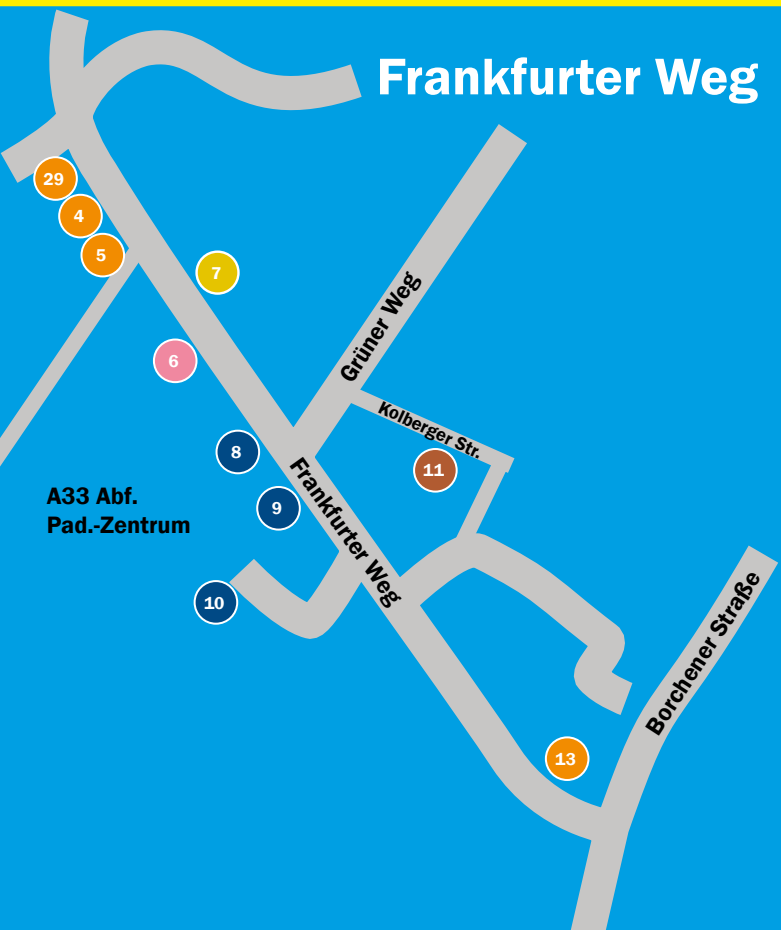 Frankfurter Weg
29
4
5
7
Grüner Weg
6
Kolberger Str.
8
11
Frankfurter Weg
A33 Abf.
Pad.-Zentrum
9
10
Borchener Straße
13